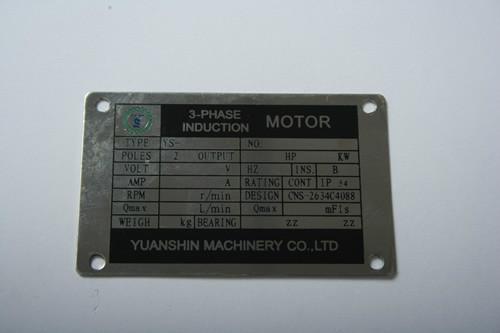 3-PHASE
INDUCTION MOTOR
TYPE YS- NO.
POLES 2 OUTPUT HP KW
VOLT V HZ INS. B
AMP A RATING CONT IP 54
RPM r/min DESIGN CNS-2634C4088
Qmax L/min Qmax mFls
WEIGH kg BEARING ZZ ZZ
YUANSHIN MACHINERY CO.,LTD